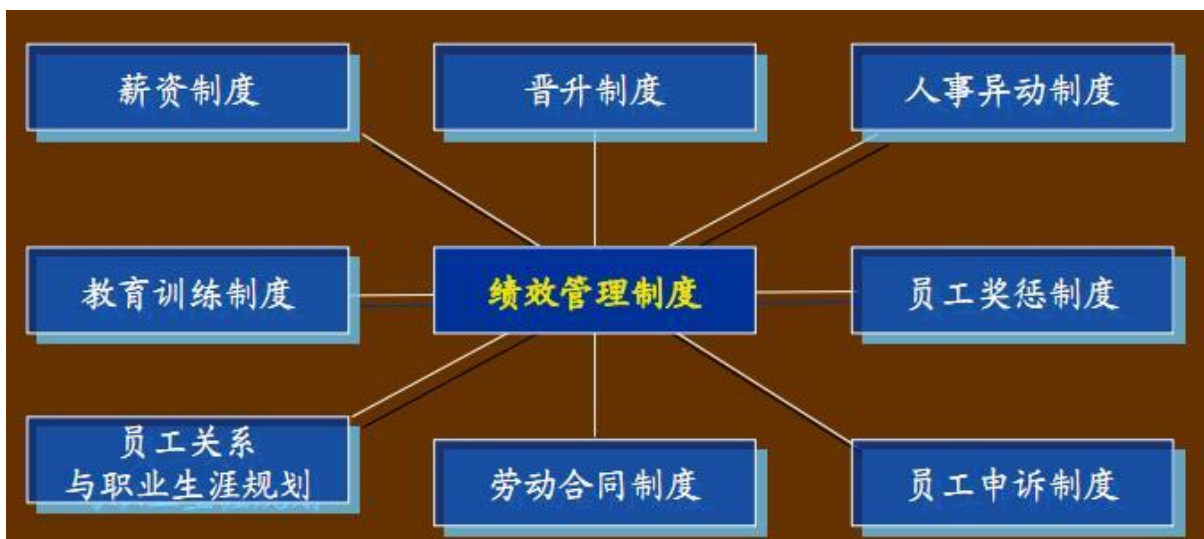 薪资制度
晋升制度
人事异动制度
教育训练制度
绩效管理制度
员工奖惩制度
员工关系
与职业生涯规划
劳动合同制度
员工申诉制度